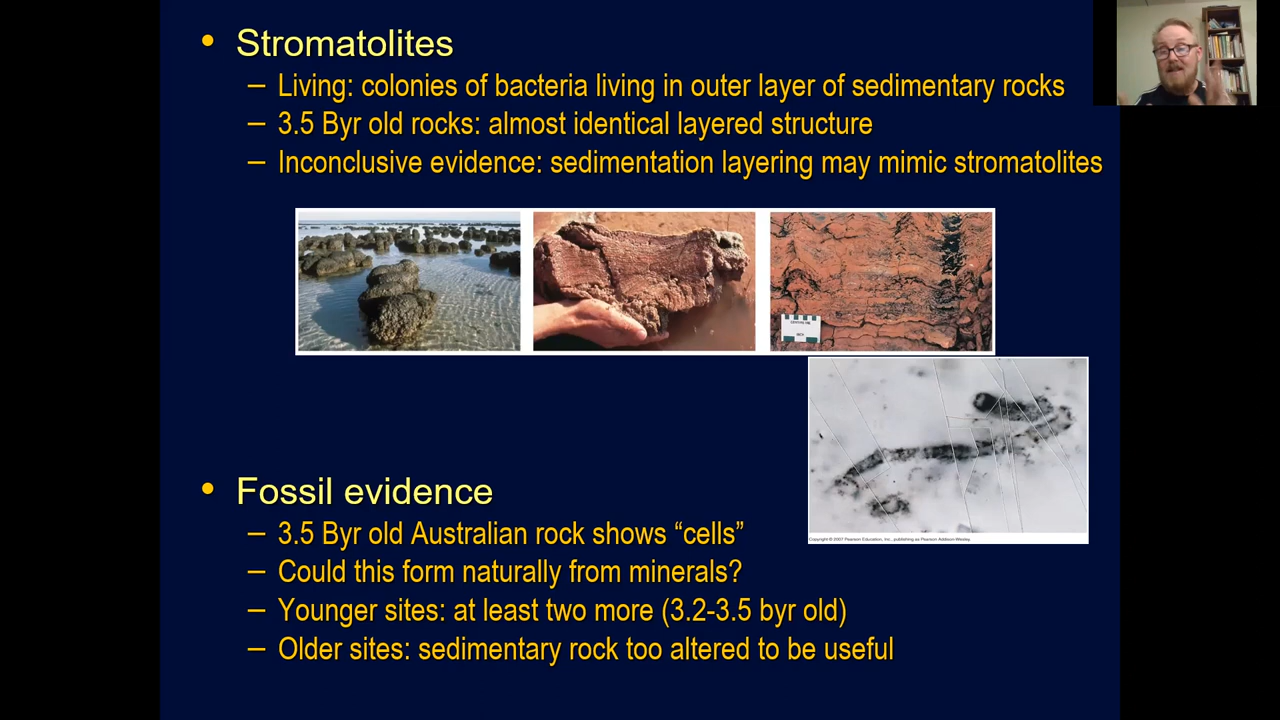 • Stromatolites
– Living: colonies of bacteria living in outer layer of sedimentary rocks
– 3.5 Byr old rocks: almost identical layered structure
– Inconclusive evidence: sedimentation layering may mimic stromatolites
• Fossil evidence
– 3.5 Byr old Australian rock shows “cells”
– Could this form naturally from minerals?
– Younger sites: at least two more (3.2-3.5 byr old)
– Older sites: sedimentary rock too altered to be useful
Copyright © 2007 Pearson Education, Inc., publishing as Pearson Addison-Wesley.